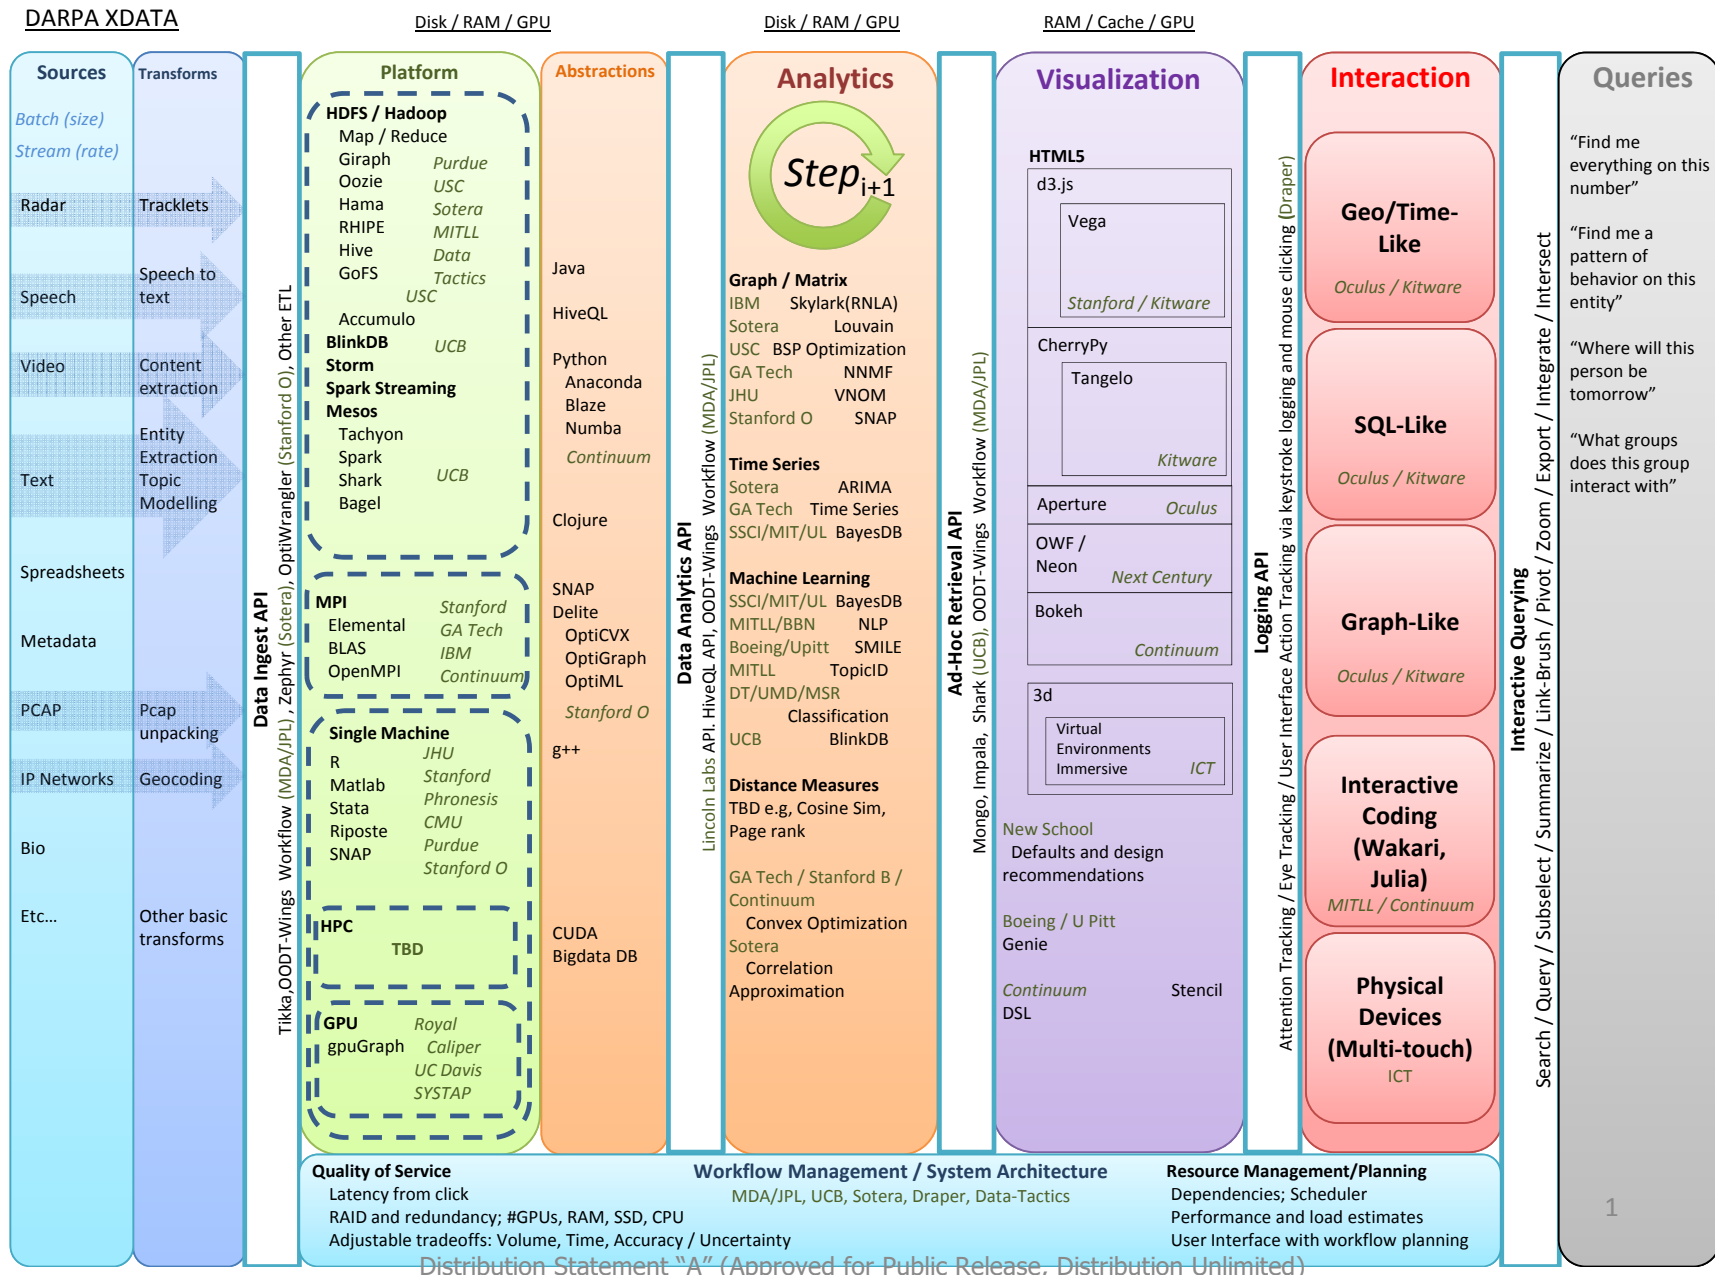 DARPA XDATA
Disk / RAM / GPU
Disk / RAM / GPU
RAM / Cache / GPU
Sources
Batch (size)
Stream (rate)
Radar
Speech
Video
Text
Spreadsheets
Metadata
PCAP
IP Networks
Bio
Etc...
Transforms
Tracklets
Speech to
text
Content
extraction
Entity
Extraction
Topic
Modelling
Pcap
unpacking
Geocoding
Other basic
transforms
Data Ingest API
Tikka,OODT-Wings Workflow (MDA/JPL) , Zephyr (Sotera), OptiWrangler (Stanford O), Other ETL
Platform
HDFS / Hadoop
Map / Reduce
Giraph Purdue
Oozie USC
Hama Sotera
RHIPE MITLL
Hive Data
GoFS Tactics
USC
Accumulo
BlinkDB UCB
Storm
Spark Streaming
Mesos
Tachyon
Spark
Shark UCB
Bagel
MPI Stanford
Elemental GA Tech
BLAS IBM
OpenMPI Continuum
Single Machine
R JHU
Matlab Stanford
Stata Phronesis
Riposte CMU
SNAP Purdue
Stanford O
HPC
TBD
GPU Royal
gpuGraph Caliper
UC Davis
SYSTAP
Abstractions
Java
HiveQL
Python
Anaconda
Blaze
Numba
Continuum
Clojure
SNAP
Delite
OptiCVX
OptiGraph
OptiML
Stanford O
g++
CUDA
Bigdata DB
Data Analytics API
Lincoln Labs API. HiveQL API, OODT-Wings Workflow (MDA/JPL)
Analytics
Step i+1
Graph / Matrix
IBM Skylark(RNLA)
Sotera Louvain
USC BSP Optimization
GA Tech NNMF
JHU VNOM
Stanford O SNAP
Time Series
Sotera ARIMA
GA Tech Time Series
SSCI/MIT/UL BayesDB
Machine Learning
SSCI/MIT/UL BayesDB
MITLL/BBN NLP
Boeing/Upitt SMILE
MITLL TopicID
DT/UMD/MSR
Classification
UCB BlinkDB
Distance Measures
TBD e.g, Cosine Sim,
Page rank
GA Tech / Stanford B /
Continuum
Convex Optimization
Sotera
Correlation
Approximation
Ad-Hoc Retrieval API
Mongo, Impala, Shark (UCB), OODT-Wings Workflow (MDA/JPL)
Visualization
HTML5
d3.js
Vega
Stanford / Kitware
CherryPy
Tangelo
Kitware
Aperture Oculus
OWF /
Neon Next Century
Bokeh
Continuum
3d
Virtual
Environments
Immersive ICT
New School
Defaults and design
recommendations
Boeing / U Pitt
Genie
Continuum Stencil
DSL
Logging API
Attention Tracking / Eye Tracking / User Interface Action Tracking via keystroke logging and mouse clicking (Draper)
Interaction
Geo/Time-
Like
Oculus / Kitware
SQL-Like
Oculus / Kitware
Graph-Like
Oculus / Kitware
Interactive
Coding
(Wakari,
Julia)
MITLL / Continuum
Physical
Devices
(Multi-touch)
ICT
Interactive Querying
Search / Query / Subselect / Summarize / Link-Brush / Pivot / Zoom / Export / Integrate / Intersect
Queries
“Find me
everything on this
number”
“Find me a
pattern of
behavior on this
entity”
“Where will this
person be
tomorrow”
“What groups
does this group
interact with”
Quality of Service
Latency from click
RAID and redundancy; #GPUs, RAM, SSD, CPU
Adjustable tradeoffs: Volume, Time, Accuracy / Uncertainty
Workflow Management / System Architecture
MDA/JPL, UCB, Sotera, Draper, Data-Tactics
Resource Management/Planning
Dependencies; Scheduler
Performance and load estimates
User Interface with workflow planning
1
Distribution Statement “A” (Approved for Public Release, Distribution Unlimited)